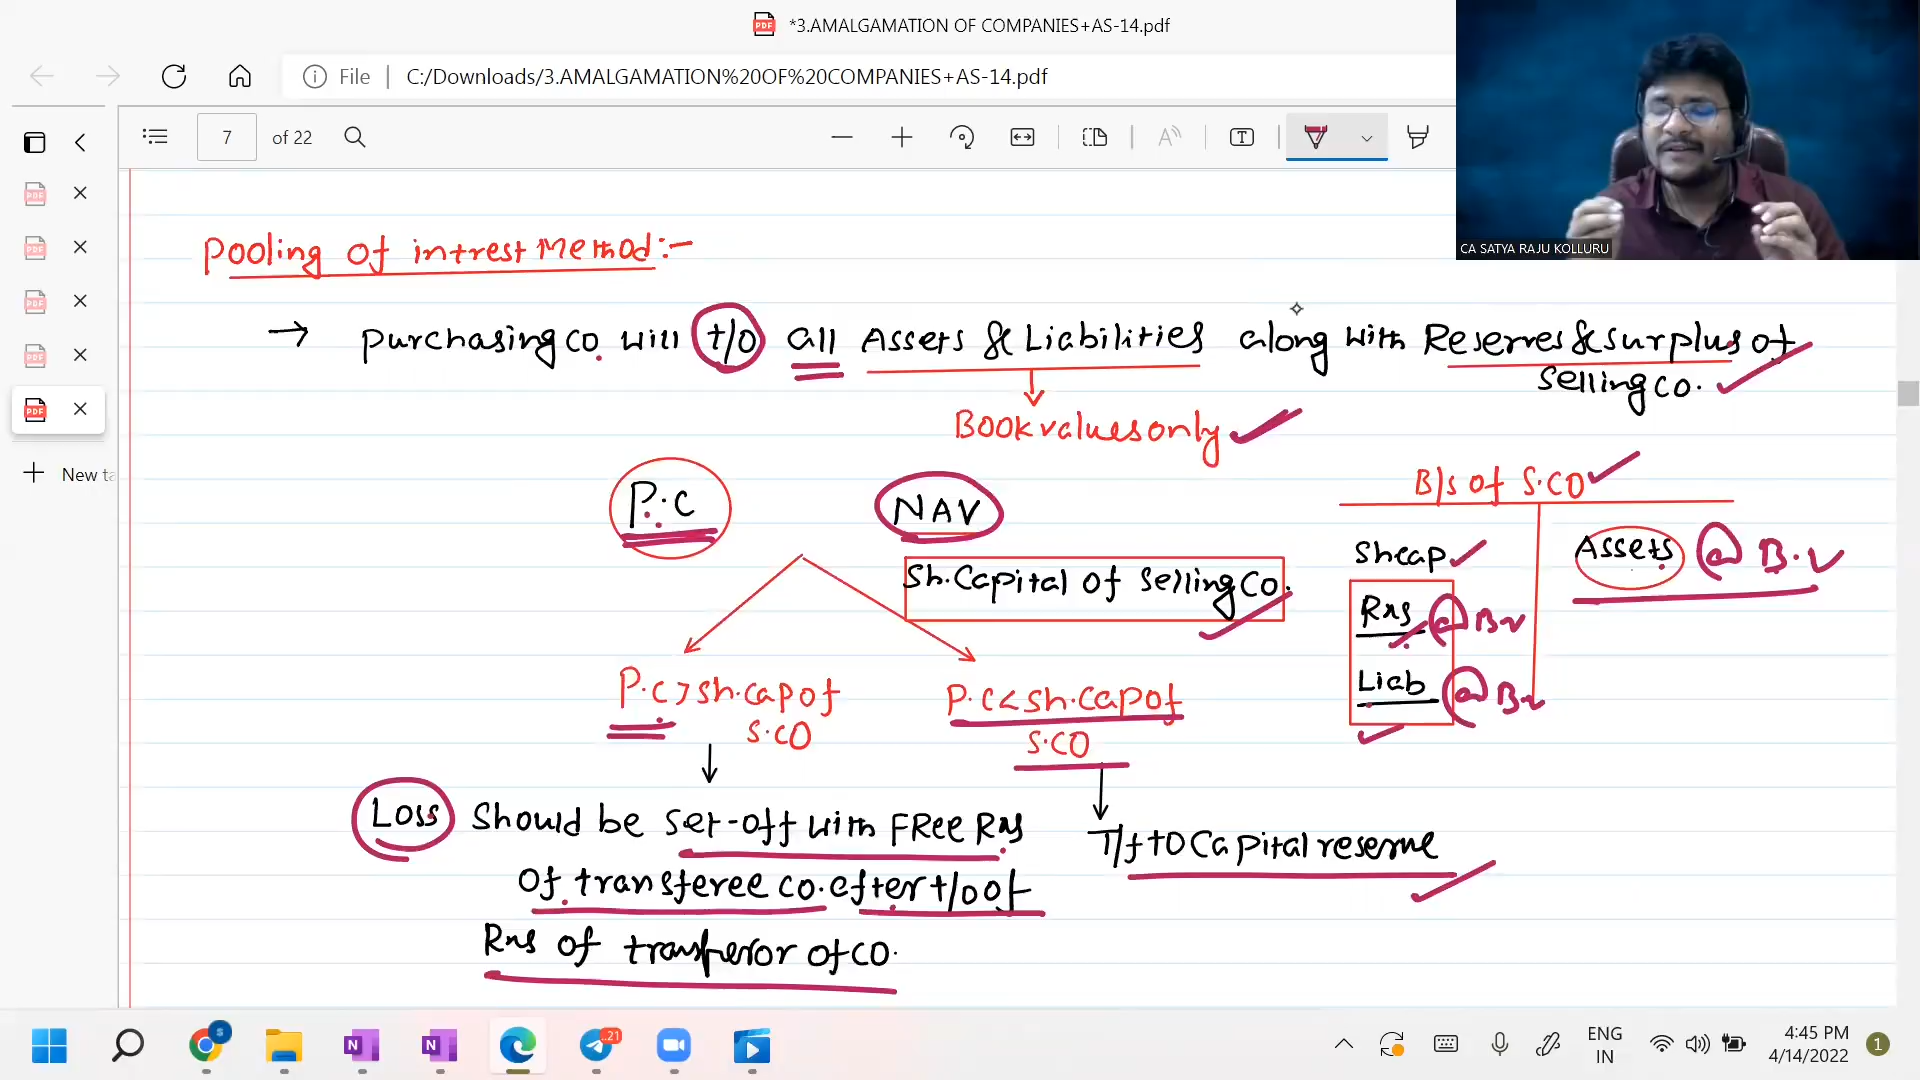 *3.AMALGAMATION OF COMPANIES+AS-14.pdf
File C:/Downloads/3.AMALGAMATION%20OF%20COMPANIES+AS-14.pdf
7 of 22
CA SATYA RAJU KOLLURU
New ta
Pooling of intrest Method:-
→ Purchasing Co. will t/o all Assets & Liabilities along with Reserves & Surplus of
Selling Co.
Book values only
P.C NAV
Sh. Capital of Selling Co.
B/s of S.CO
Shcap Assets @ B.V
Rns @ B.V
Liab @ B.V
P.C > Sh. Cap of
S.CO
P.C < Sh. Cap of
S.CO
Loss Should be Set-off with FRee Rns
Of transferee Co. efter t/o of
Rns of transferor of CO.
T/f to Capital reserve
21
ENG
IN
4:45 PM
4/14/2022
1